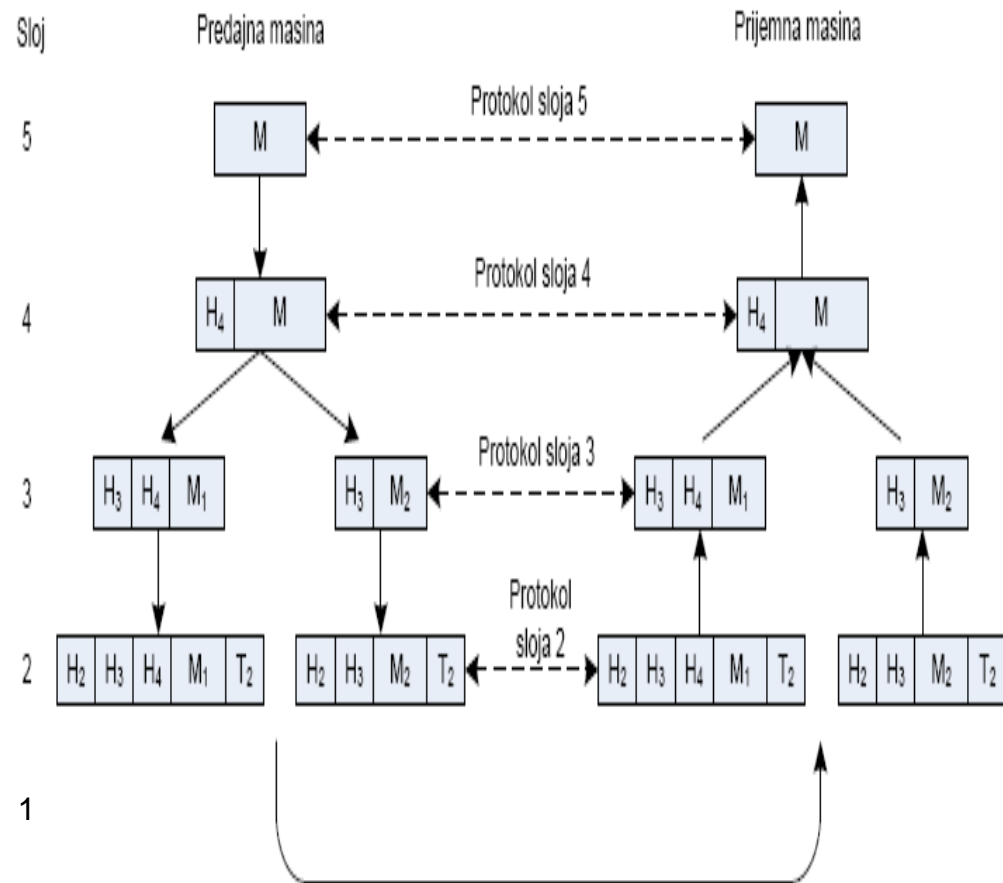 Sloj Predajna masina Prijemna masina
Protokol sloja 5
5 M M
Protokol sloja 4
4 H₄ M H₄ M
Protokol sloja 3
3 H₃ H₄ M₁ H₃ M₂ H₃ H₄ M₁ H₃ M₂
Protokol
sloja 2
2 H₂ H₃ H₄ M₁ T₂ H₂ H₃ M₂ T₂ H₂ H₃ H₄ M₁ T₂ H₂ H₃ M₂ T₂
1